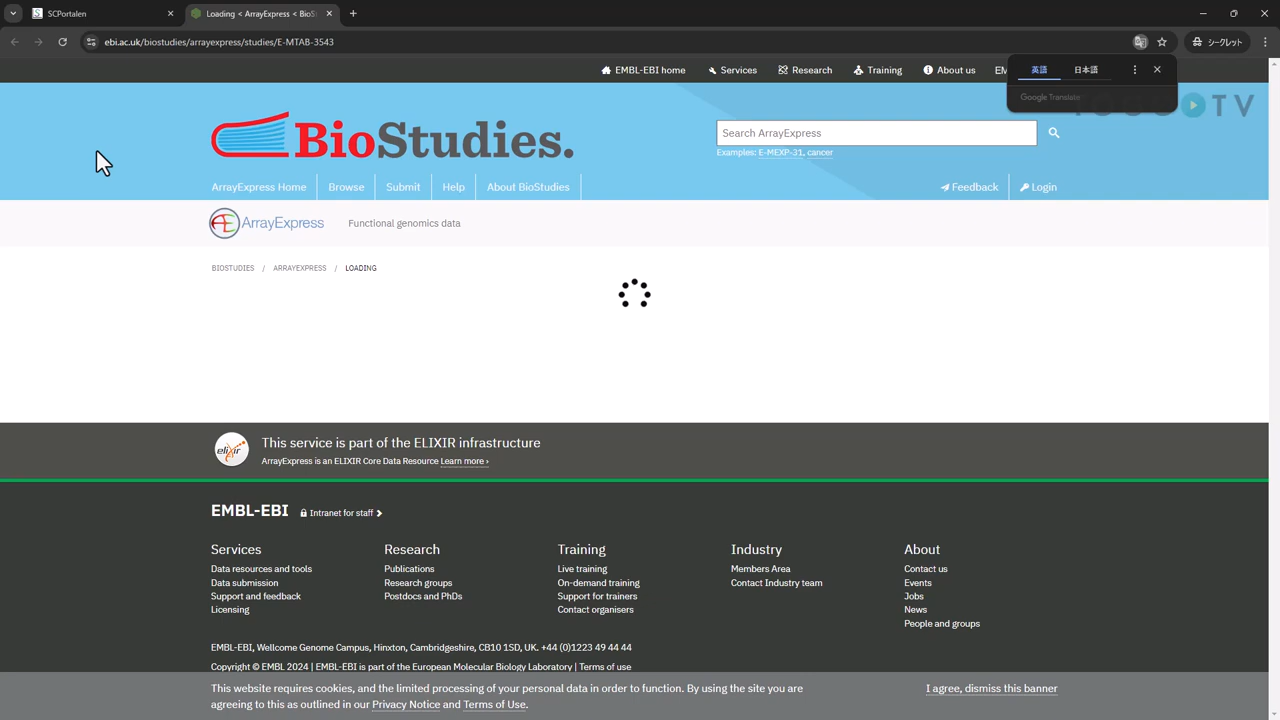 SCPortalen
Loading < ArrayExpress < BioSt
ebi.ac.uk/biostudies/arrayexpress/studies/E-MTAB-3543
シークレット
EMBL-EBI home
Services
Research
Training
About us
EM
英語
日本語
Google Translate
TV
BioStudies.
Search ArrayExpress
Examples: E-MEXP-31, cancer
ArrayExpress Home
Browse
Submit
Help
About BioStudies
Feedback
Login
ArrayExpress
Functional genomics data
BIOSTUDIES / ARRAYEXPRESS / LOADING
elixir
This service is part of the ELIXIR infrastructure
ArrayExpress is an ELIXIR Core Data Resource Learn more ›
EMBL-EBI
Intranet for staff
Services
Data resources and tools
Data submission
Support and feedback
Licensing
Research
Publications
Research groups
Postdocs and PhDs
Training
Live training
On-demand training
Support for trainers
Contact organisers
Industry
Members Area
Contact Industry team
About
Contact us
Events
Jobs
News
People and groups
EMBL-EBI, Wellcome Genome Campus, Hinxton, Cambridgeshire, CB10 1SD, UK. +44 (0)1223 49 44 44
Copyright © EMBL 2024 | EMBL-EBI is part of the European Molecular Biology Laboratory | Terms of use
This website requires cookies, and the limited processing of your personal data in order to function. By using the site you are
agreeing to this as outlined in our Privacy Notice and Terms of Use.
I agree, dismiss this banner